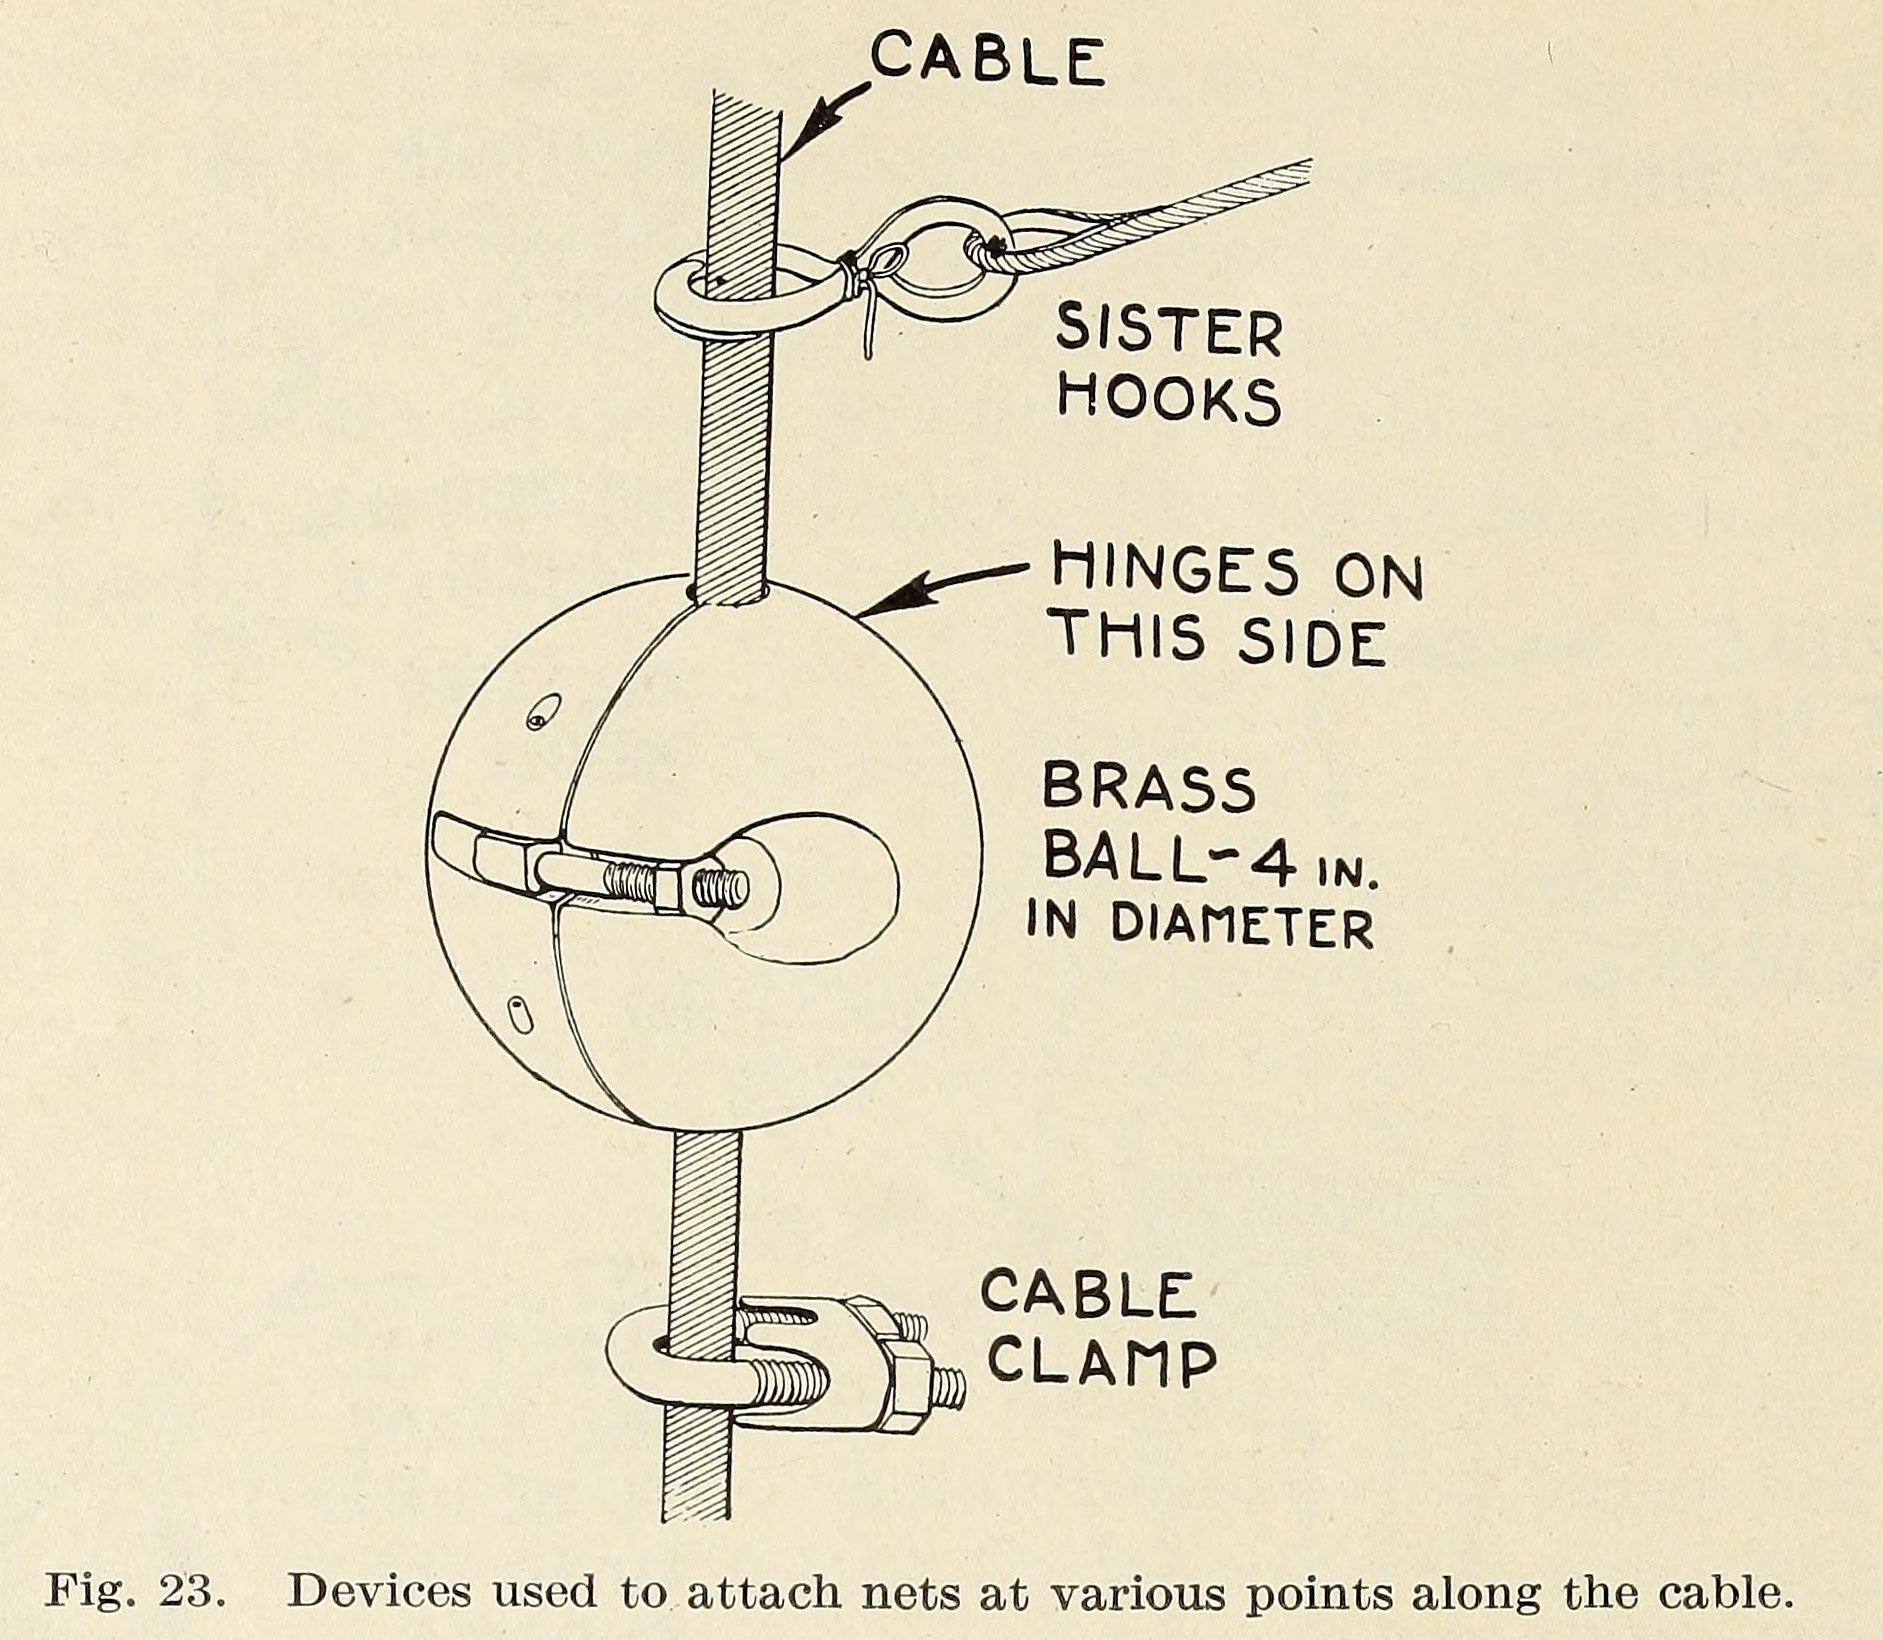 CABLE
SISTER
HOOKS
HINGES ON
THIS SIDE
BRASS
BALL-4 IN.
IN DIAMETER
CABLE
CLAMP
Fig. 23. Devices used to attach nets at various points along the cable.